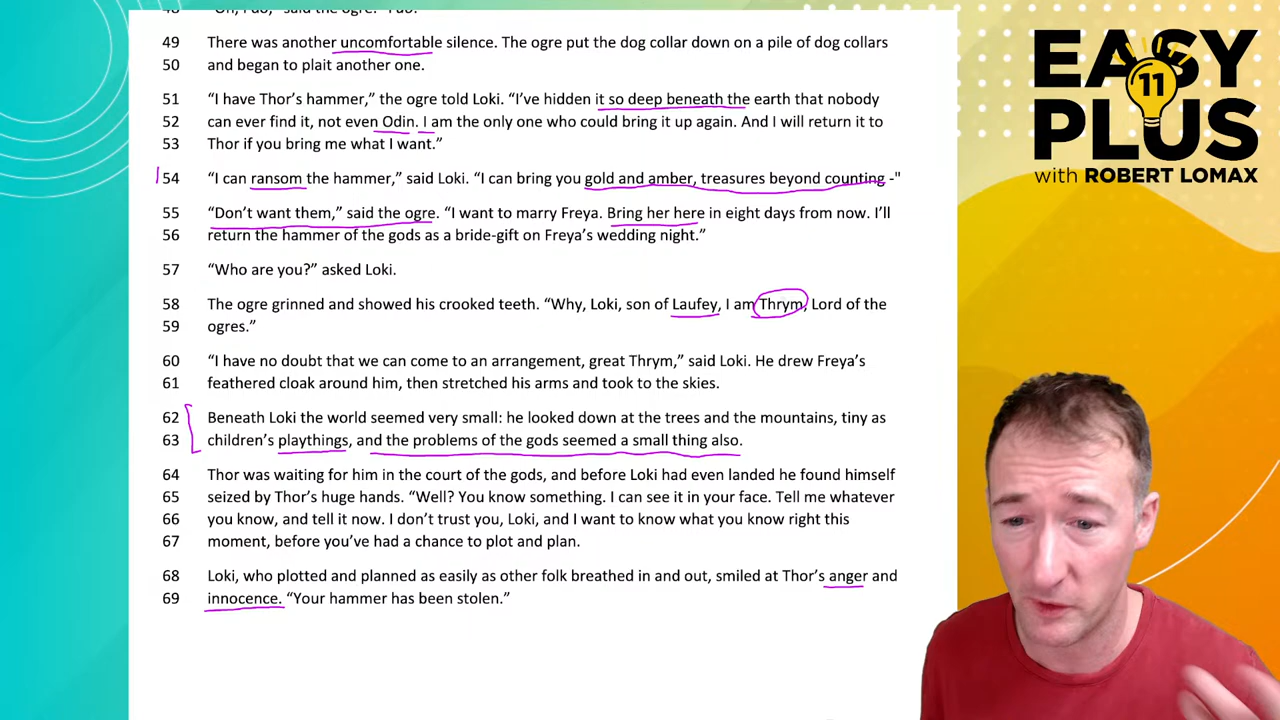 48 "Oh, I do," said the ogre. "I do."
49 There was another uncomfortable silence. The ogre put the dog collar down on a pile of dog collars
50 and began to plait another one.
51 "I have Thor's hammer," the ogre told Loki. "I've hidden it so deep beneath the earth that nobody
52 can ever find it, not even Odin. I am the only one who could bring it up again. And I will return it to
53 Thor if you bring me what I want."
54 "I can ransom the hammer," said Loki. "I can bring you gold and amber, treasures beyond counting -"
55 "Don't want them," said the ogre. "I want to marry Freya. Bring her here in eight days from now. I'll
56 return the hammer of the gods as a bride-gift on Freya's wedding night."
57 "Who are you?" asked Loki.
58 The ogre grinned and showed his crooked teeth. "Why, Loki, son of Laufey, I am Thrym, Lord of the
59 ogres."
60 "I have no doubt that we can come to an arrangement, great Thrym," said Loki. He drew Freya's
61 feathered cloak around him, then stretched his arms and took to the skies.
62 Beneath Loki the world seemed very small: he looked down at the trees and the mountains, tiny as
63 children's playthings, and the problems of the gods seemed a small thing also.
64 Thor was waiting for him in the court of the gods, and before Loki had even landed he found himself
65 seized by Thor's huge hands. "Well? You know something. I can see it in your face. Tell me whatever
66 you know, and tell it now. I don't trust you, Loki, and I want to know what you know right this
67 moment, before you've had a chance to plot and plan.
68 Loki, who plotted and planned as easily as other folk breathed in and out, smiled at Thor's anger and
69 innocence. "Your hammer has been stolen."
EASY
11
PLUS
with ROBERT LOMAX